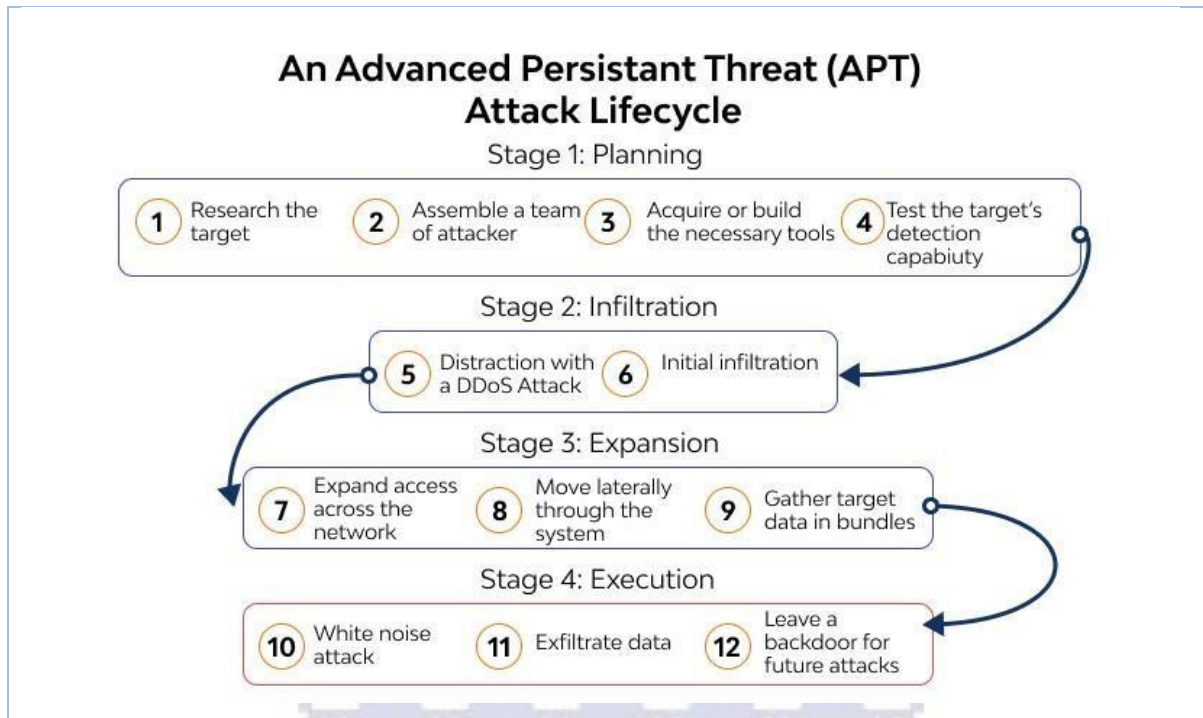 An Advanced Persistant Threat (APT)
Attack Lifecycle
Stage 1: Planning
1
Research the
target
2
Assemble a team
of attacker
3
Acquire or build
the necessary tools
4
Test the target's
detection
capabiuty
Stage 2: Infiltration
5
Distraction with
a DDoS Attack
6
Initial infiltration
Stage 3: Expansion
7
Expand access
across the
network
8
Move laterally
through the
system
9
Gather target
data in bundles
Stage 4: Execution
10
White noise
attack
11
Exfiltrate data
12
Leave a
backdoor for
future attacks